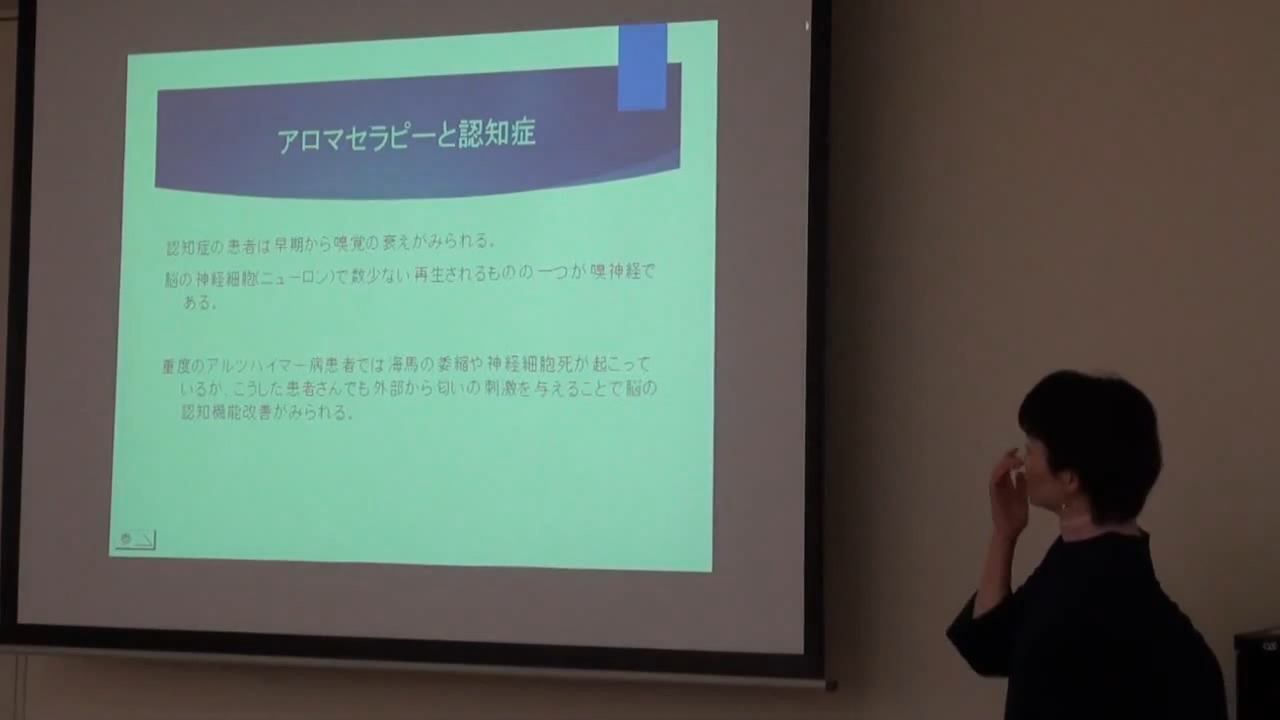 アロマセラピーと認知症
認知症の患者は早期から嗅覚の衰えがみられる。
脳の神経細胞(ニューロン)で数少ない再生されるものの一つが嗅神経で
ある。
重度のアルツハイマー病患者では海馬の委縮や神経細胞死が起こって
いるが、こうした患者さんでも外部から匂いの刺激を与えることで脳の
認知機能改善がみられる。